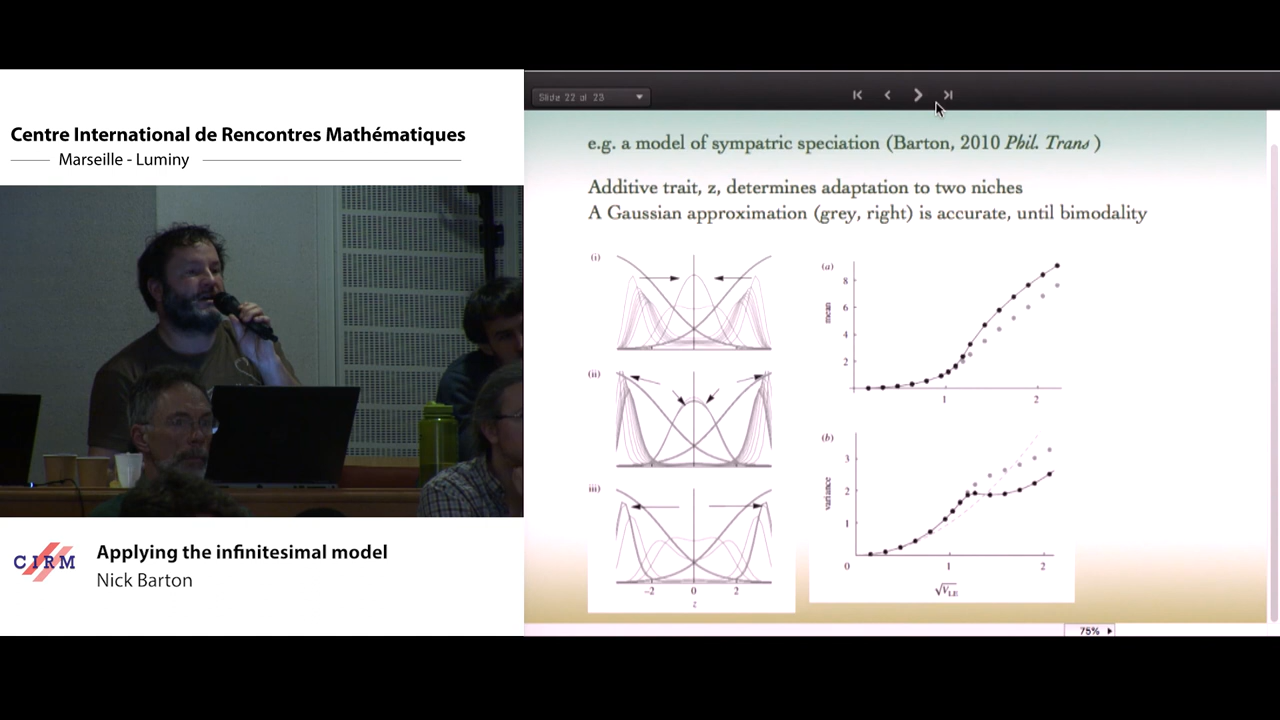 Centre International de Rencontres Mathématiques
Marseille - Luminy
CIRM
Applying the infinitesimal model
Nick Barton
Slide 22 of 23
e.g. a model of sympatric speciation (Barton, 2010 Phil. Trans )
Additive trait, z, determines adaptation to two niches
A Gaussian approximation (grey, right) is accurate, until bimodality
(i)
(ii)
iii)
-2 0 2
z
(a)
mean
8
6
4
2
1 2
(b)
variance
3
2
1
0 1 2
√V_LE
75%